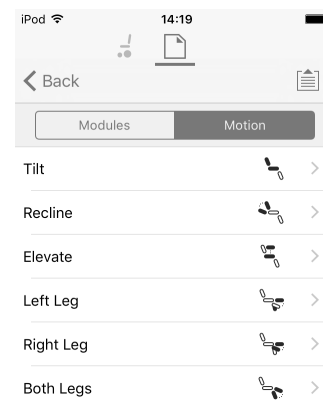 iPod 14:19
Back
Modules Motion
Tilt
Recline
Elevate
Left Leg
Right Leg
Both Legs